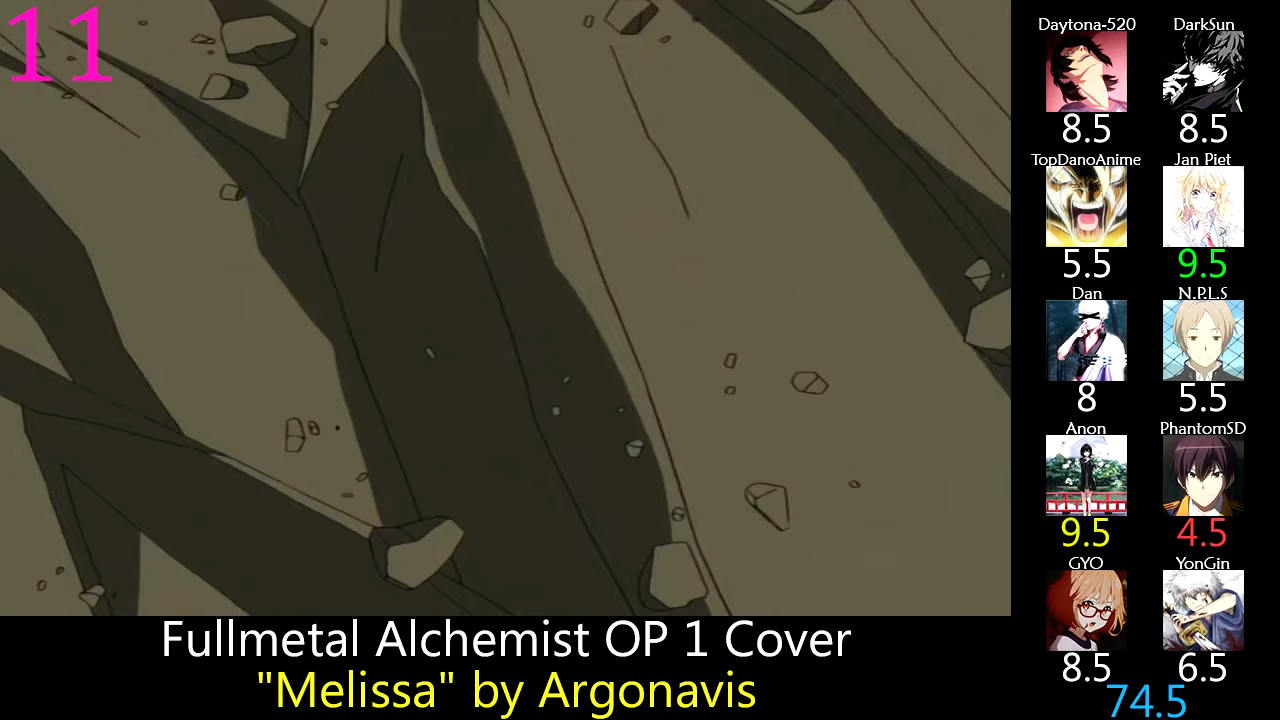 11
Daytona-520 DarkSun
8.5 8.5
TopDanoAnime Jan Piet
5.5 9.5
Dan N.P.L.S
8 5.5
Anon PhantomSD
9.5 4.5
GYO YonGin
8.5 6.5
74.5
Fullmetal Alchemist OP 1 Cover
"Melissa" by Argonavis